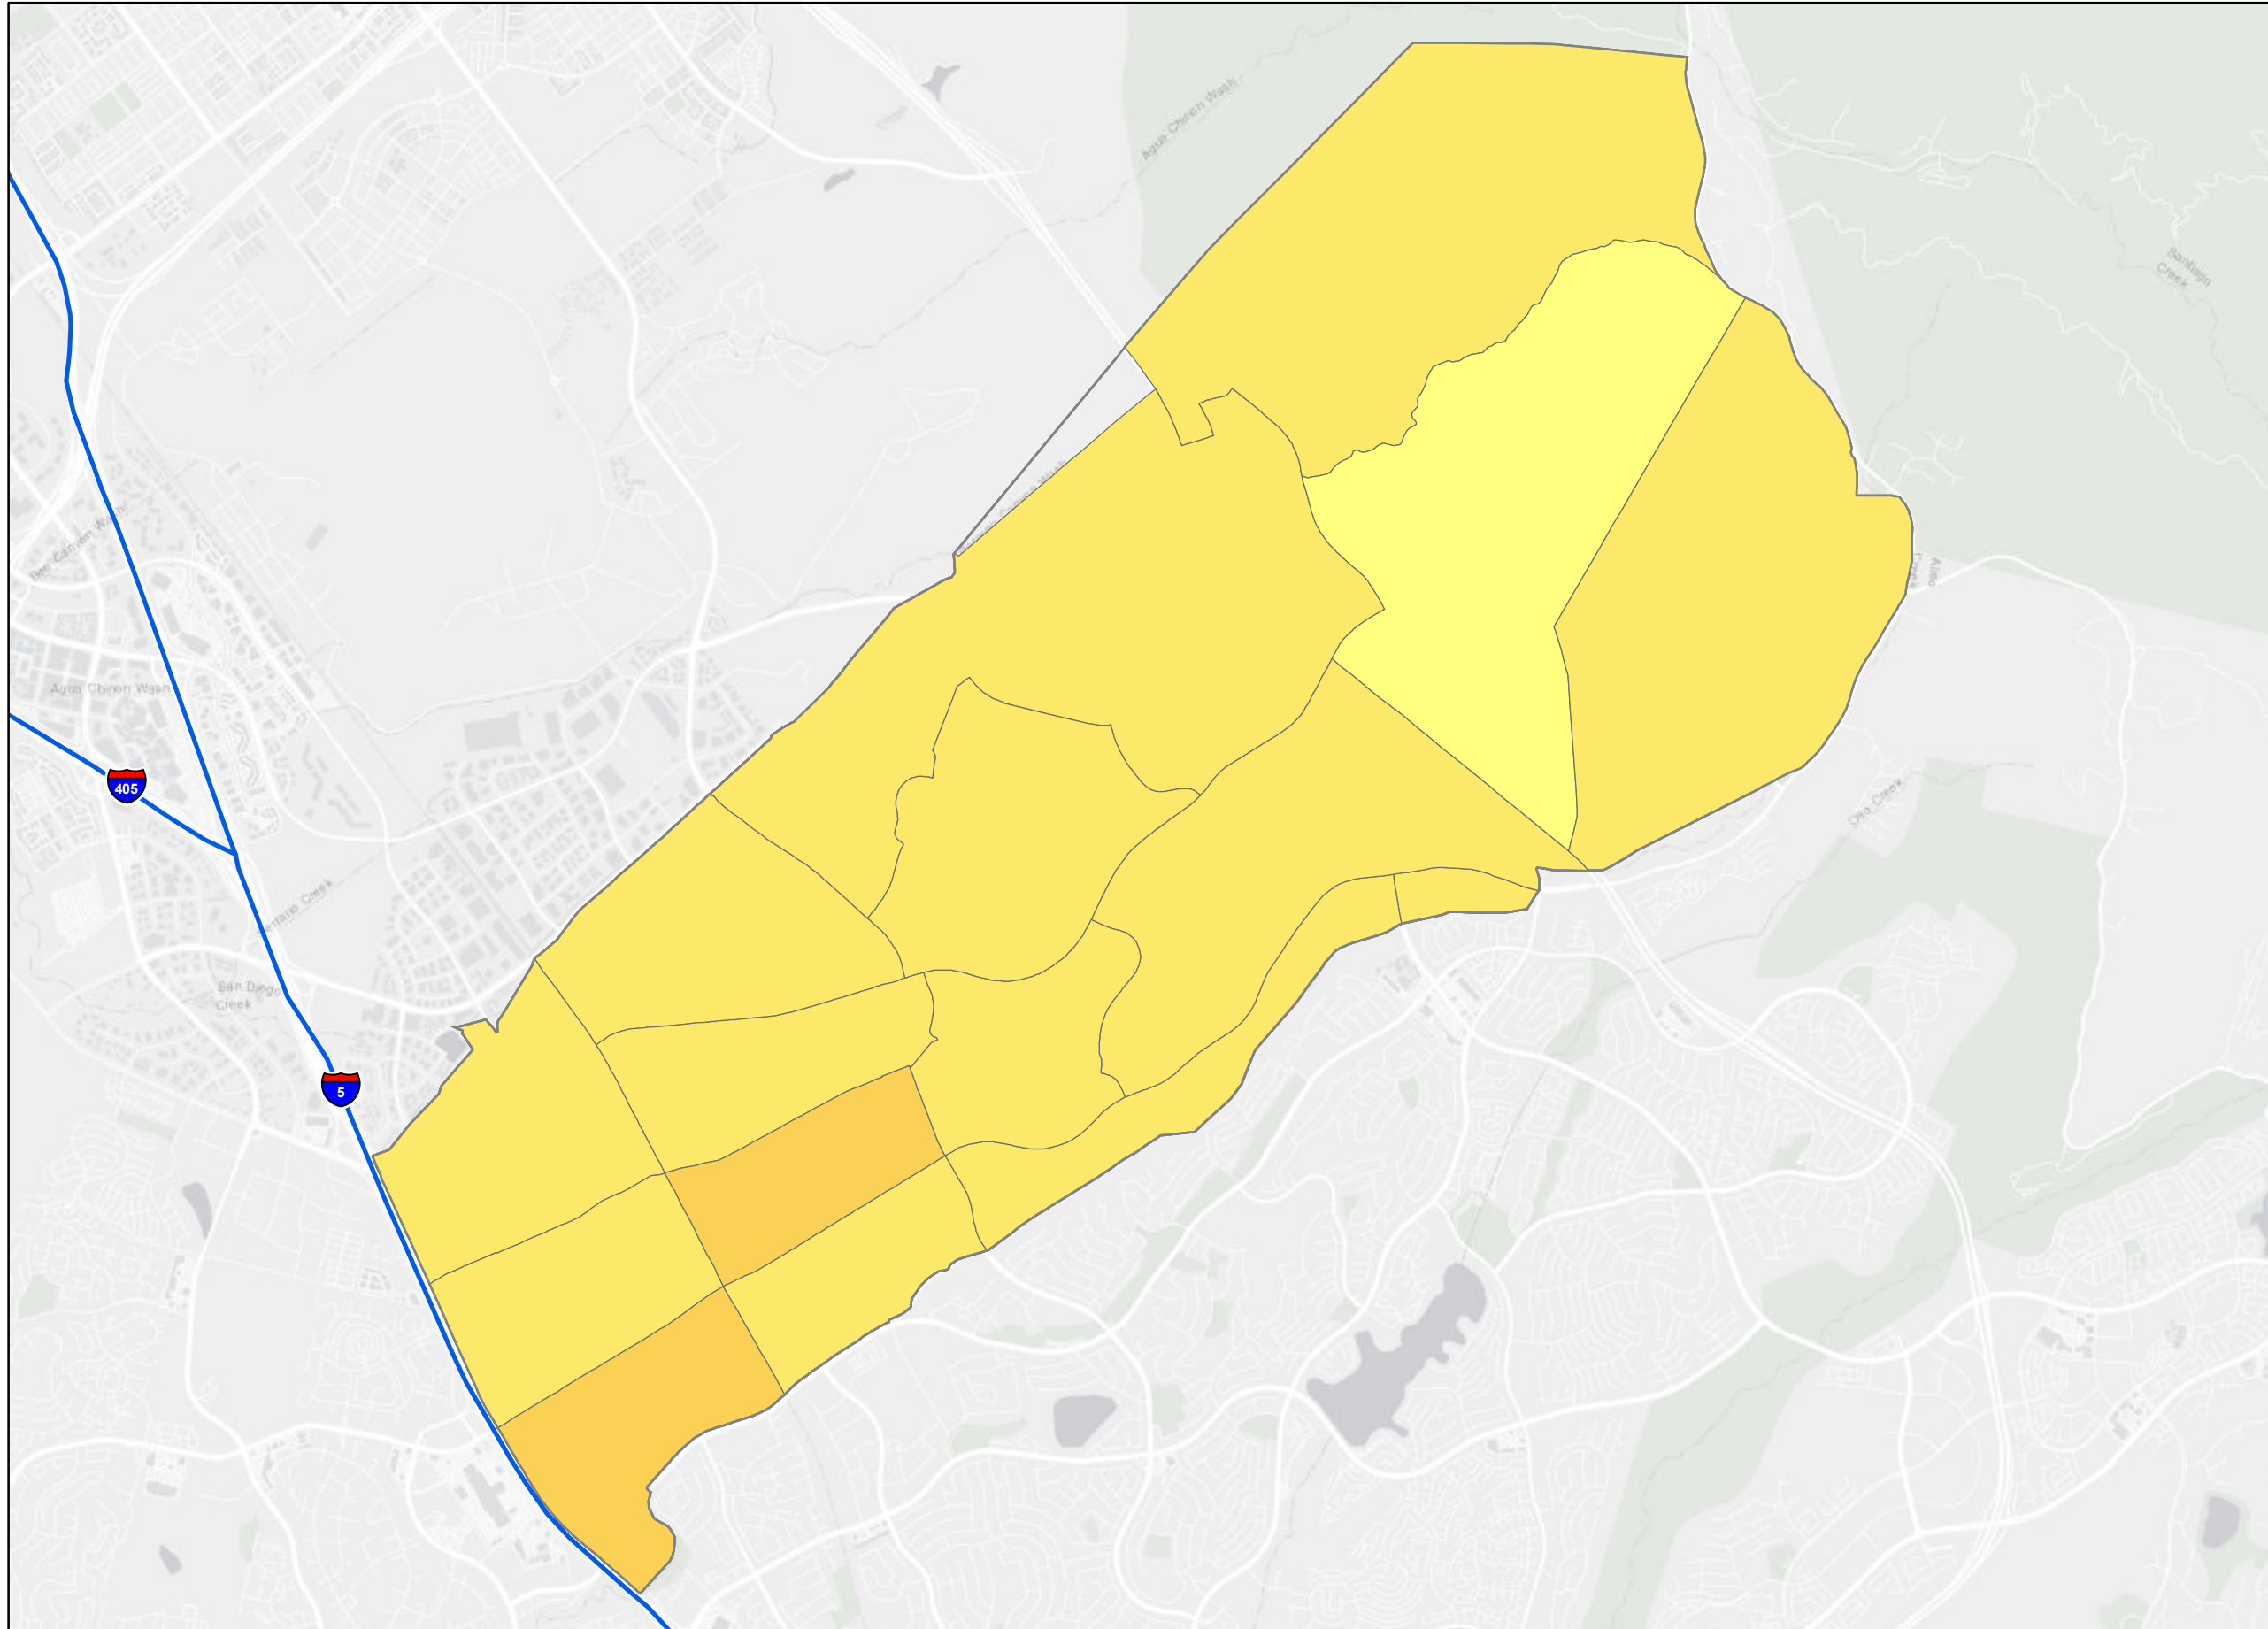 Agua Chinon Wash
Santiago
Creek
Bee Canyon Wash
Aliso
Creek
Agua Chinon Wash
405
Oso Creek
San Diego
Creek
5